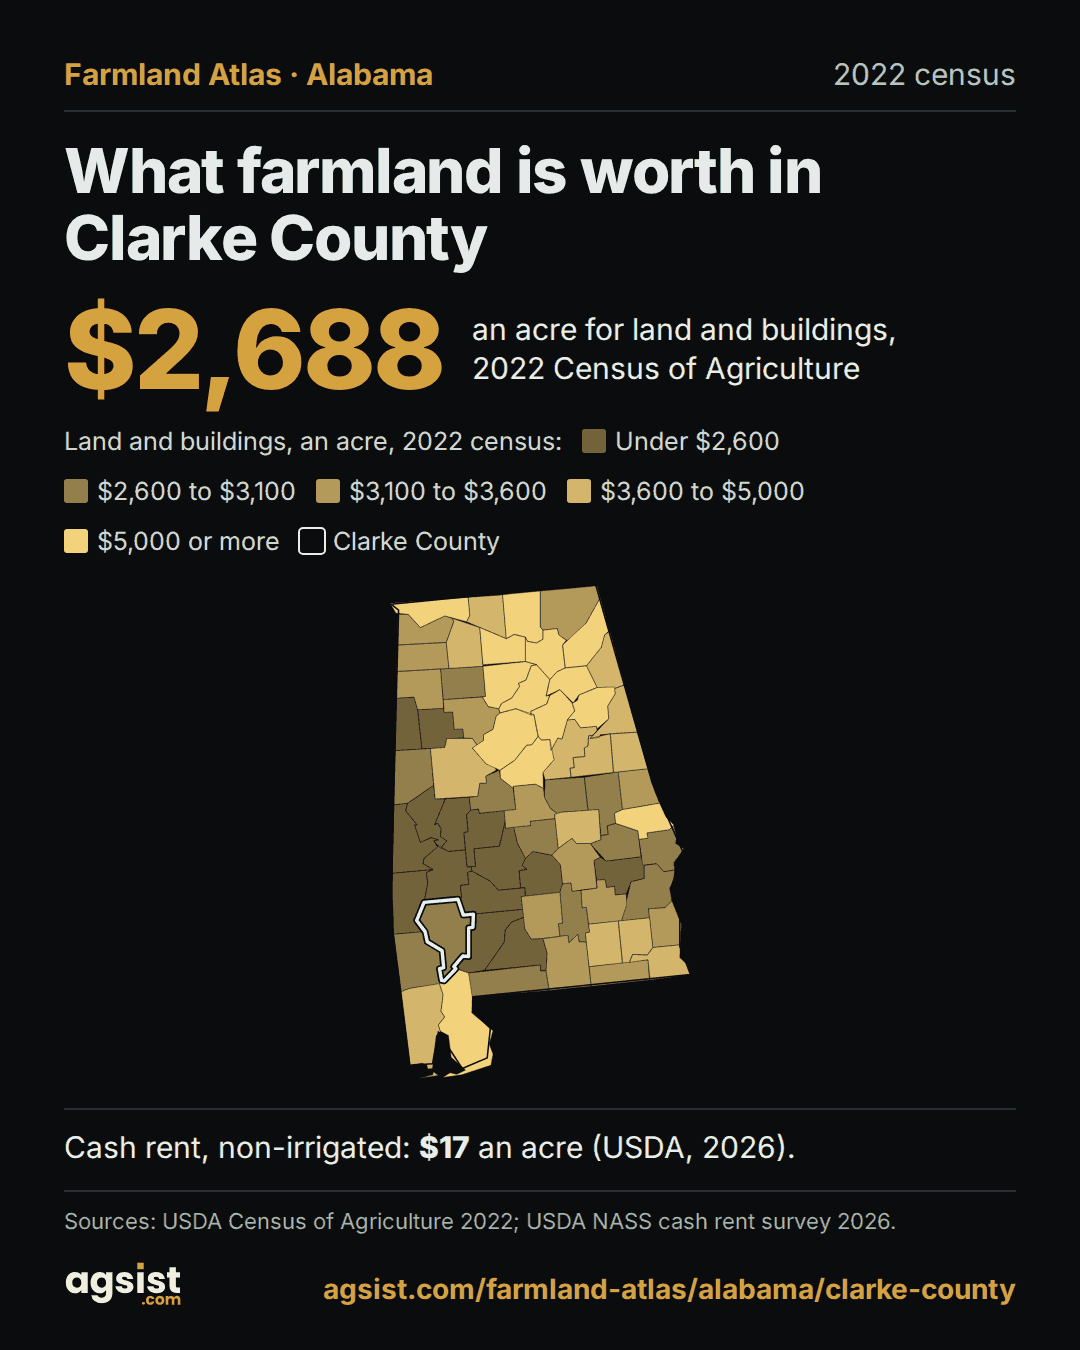 Farmland Atlas · Alabama
2022 census
What farmland is worth in
Clarke County
$2,688
an acre for land and buildings,
2022 Census of Agriculture
Land and buildings, an acre, 2022 census:
Under $2,600
$2,600 to $3,100
$3,100 to $3,600
$3,600 to $5,000
$5,000 or more
Clarke County
Cash rent, non-irrigated: $17 an acre (USDA, 2026).
Sources: USDA Census of Agriculture 2022; USDA NASS cash rent survey 2026.
agsist
.com
agsist.com/farmland-atlas/alabama/clarke-county